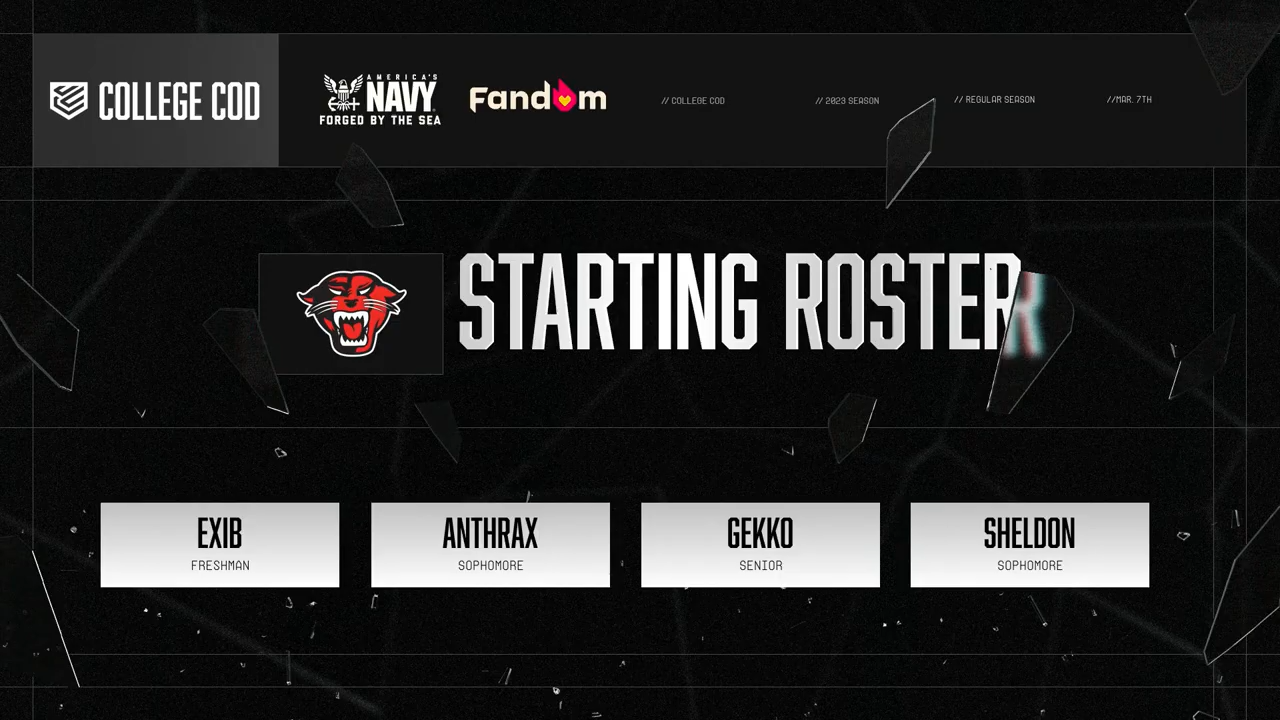 COLLEGE COD
AMERICA'S
NAVY
FORGED BY THE SEA
Fandom
// COLLEGE COD
// 2023 SEASON
// REGULAR SEASON
//MAR. 7TH
STARTING ROSTER
EXIB
FRESHMAN
ANTHRAX
SOPHOMORE
GEKKO
SENIOR
SHELDON
SOPHOMORE